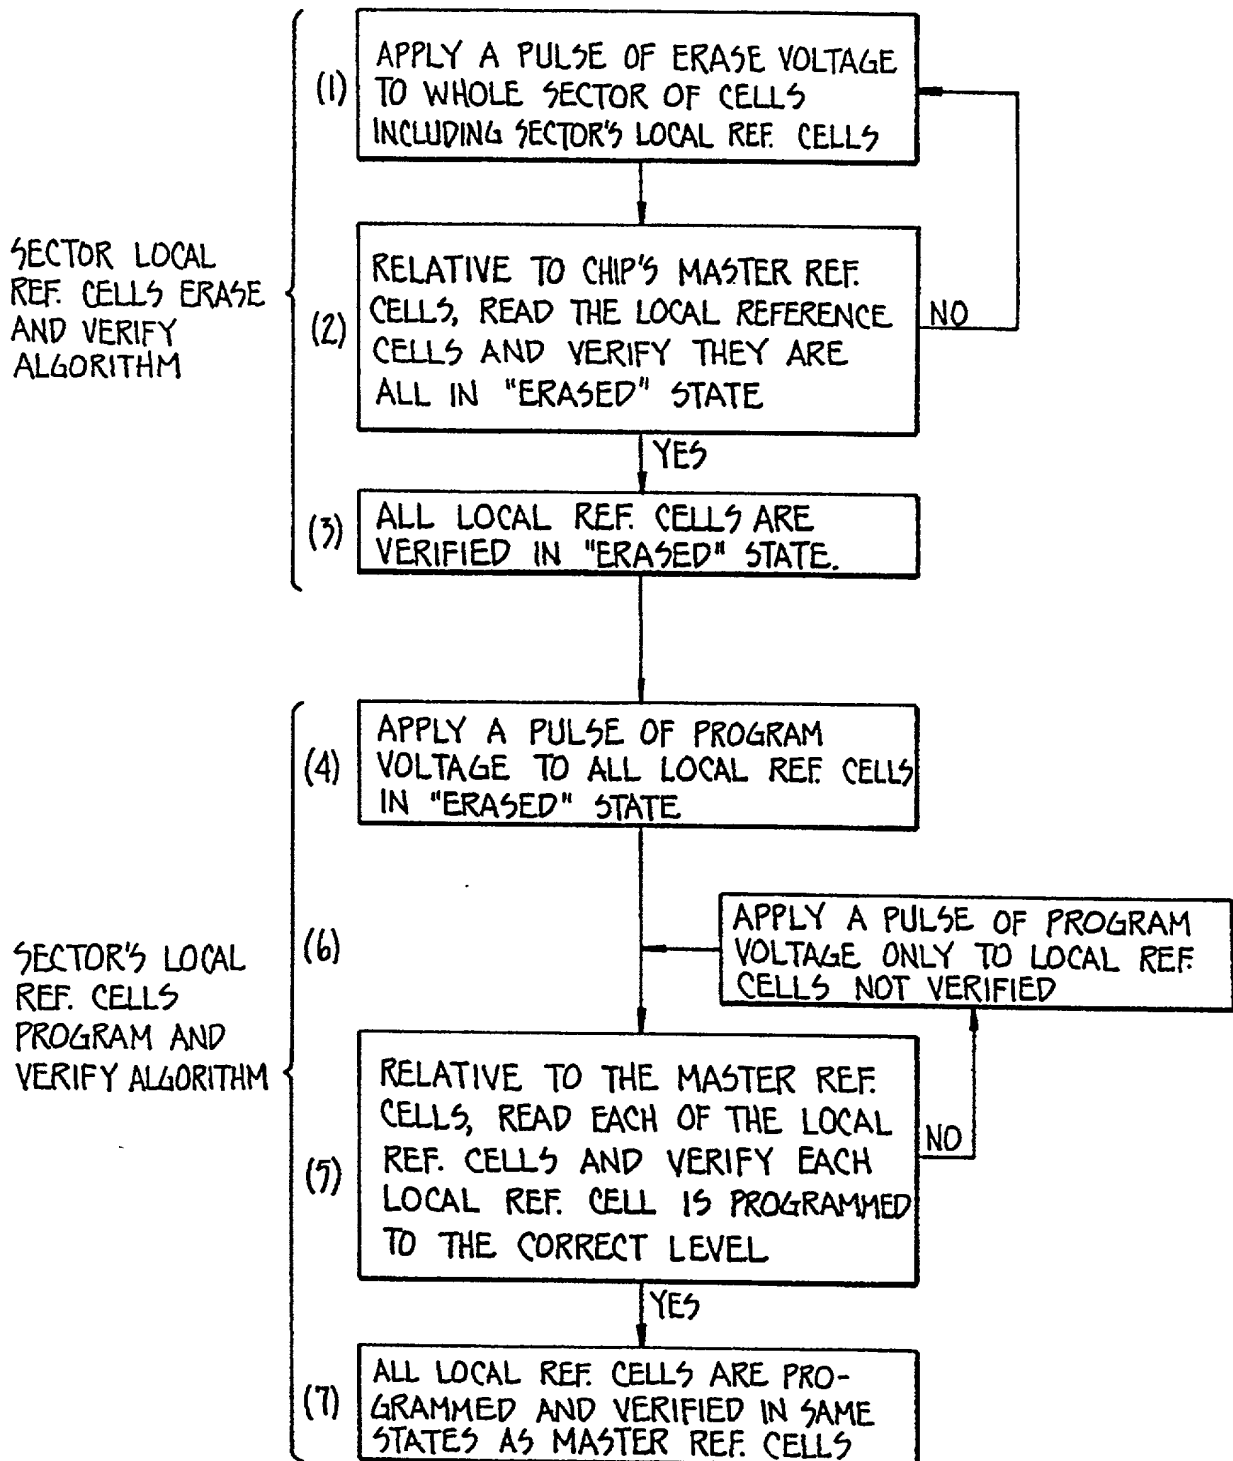 (1)
APPLY A PULSE OF ERASE VOLTAGE
TO WHOLE SECTOR OF CELLS
INCLUDING SECTOR'S LOCAL REF. CELLS
SECTOR LOCAL
REF. CELLS ERASE
AND VERIFY
ALGORITHM
(2)
RELATIVE TO CHIP'S MASTER REF.
CELLS, READ THE LOCAL REFERENCE
CELLS AND VERIFY THEY ARE
ALL IN "ERASED" STATE
NO
YES
(3)
ALL LOCAL REF. CELLS ARE
VERIFIED IN "ERASED" STATE.
(4)
APPLY A PULSE OF PROGRAM
VOLTAGE TO ALL LOCAL REF. CELLS
IN "ERASED" STATE
(6)
APPLY A PULSE OF PROGRAM
VOLTAGE ONLY TO LOCAL REF.
CELLS NOT VERIFIED
SECTOR'S LOCAL
REF. CELLS
PROGRAM AND
VERIFY ALGORITHM
(5)
RELATIVE TO THE MASTER REF.
CELLS, READ EACH OF THE LOCAL
REF. CELLS AND VERIFY EACH
LOCAL REF. CELL IS PROGRAMMED
TO THE CORRECT LEVEL
NO
YES
(7)
ALL LOCAL REF. CELLS ARE PRO-
GRAMMED AND VERIFIED IN SAME
STATES AS MASTER REF. CELLS